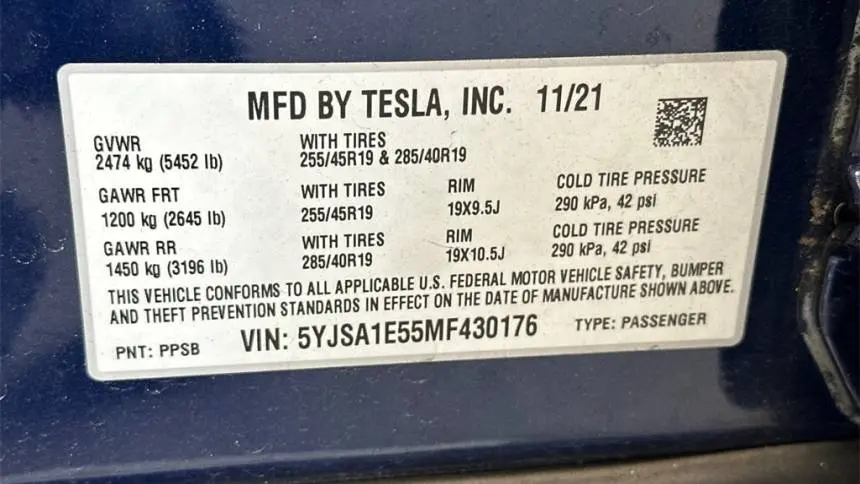 MFD BY TESLA, INC. 11/21
GVWR WITH TIRES
2474 kg (5452 lb) 255/45R19 & 285/40R19
GAWR FRT WITH TIRES RIM COLD TIRE PRESSURE
1200 kg (2645 lb) 255/45R19 19X9.5J 290 kPa, 42 psi
GAWR RR WITH TIRES RIM COLD TIRE PRESSURE
1450 kg (3196 lb) 285/40R19 19X10.5J 290 kPa, 42 psi
THIS VEHICLE CONFORMS TO ALL APPLICABLE U.S. FEDERAL MOTOR VEHICLE SAFETY, BUMPER
AND THEFT PREVENTION STANDARDS IN EFFECT ON THE DATE OF MANUFACTURE SHOWN ABOVE.
PNT: PPSB VIN: 5YJSA1E55MF430176 TYPE: PASSENGER